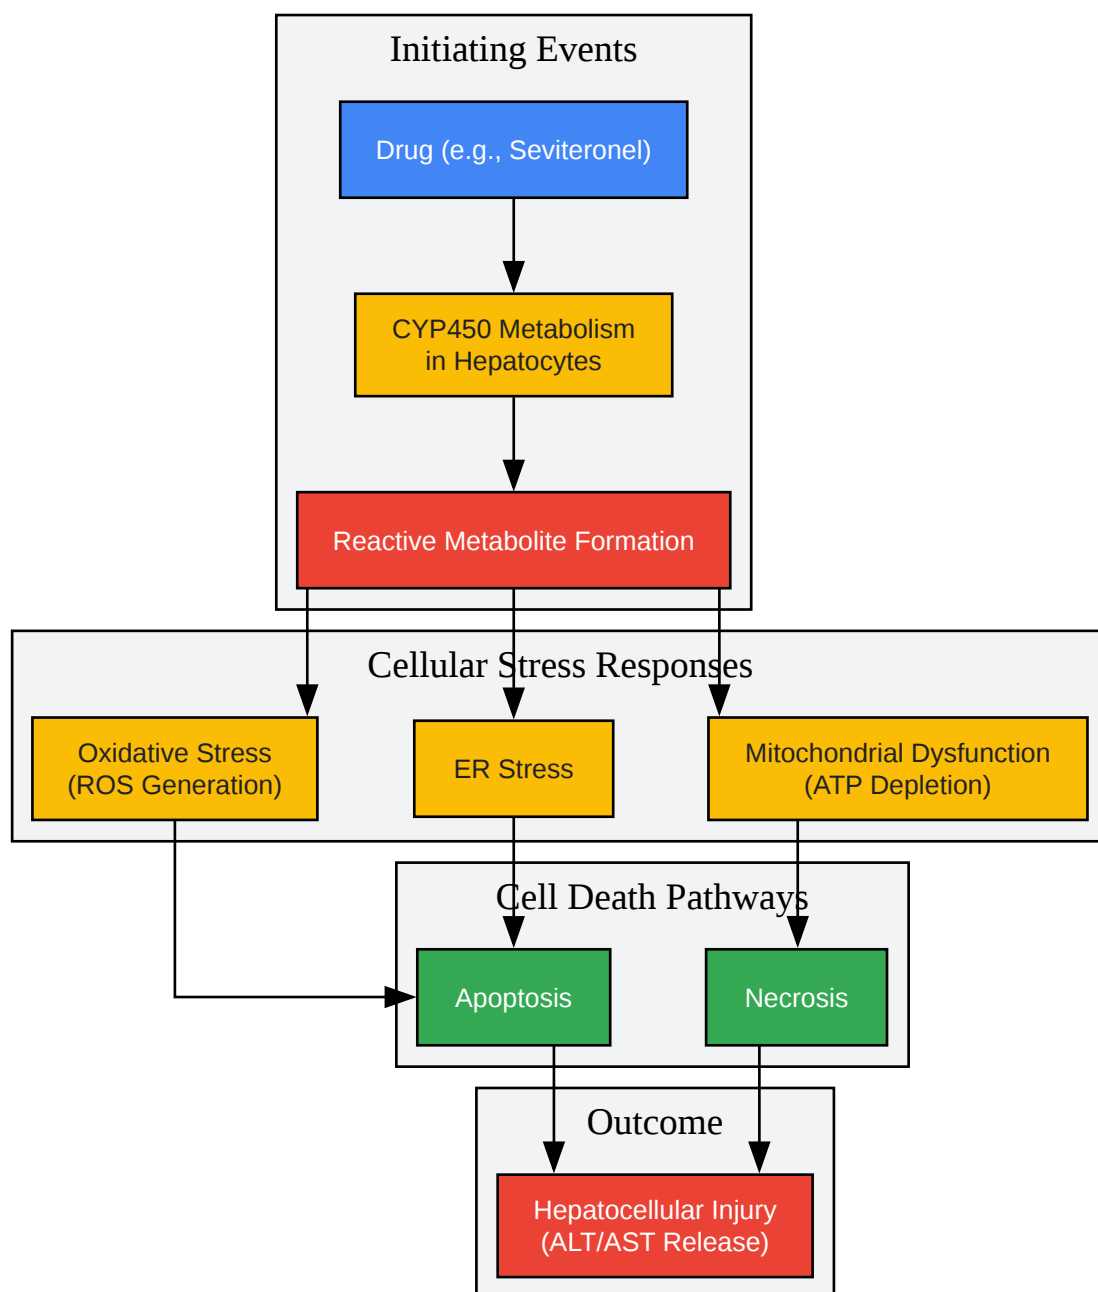 Initiating Events
Drug (e.g., Seviteronel)
CYP450 Metabolism
in Hepatocytes
Reactive Metabolite Formation
Cellular Stress Responses
Oxidative Stress
(ROS Generation)
ER Stress
Mitochondrial Dysfunction
(ATP Depletion)
Cell Death Pathways
Apoptosis
Necrosis
Outcome
Hepatocellular Injury
(ALT/AST Release)